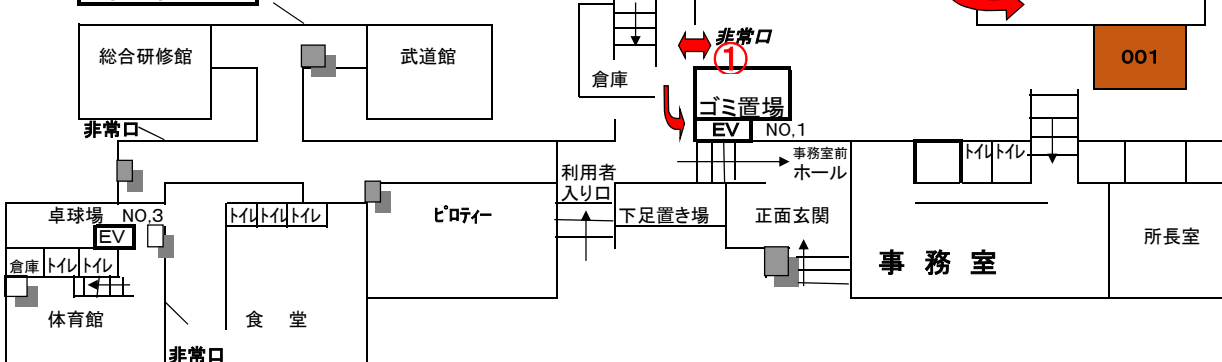 非常口
①
001
総合研修館
武道館
倉庫
ゴミ置場
EV NO,1
非常口
事務室前
ホール
トイレ トイレ
利用者
入り口
卓球場 NO,3
EV
トイレ トイレ トイレ
ピロティー
下足置き場
正面玄関
所長室
事 務 室
倉庫 トイレ トイレ
体育館
食 堂
非常口